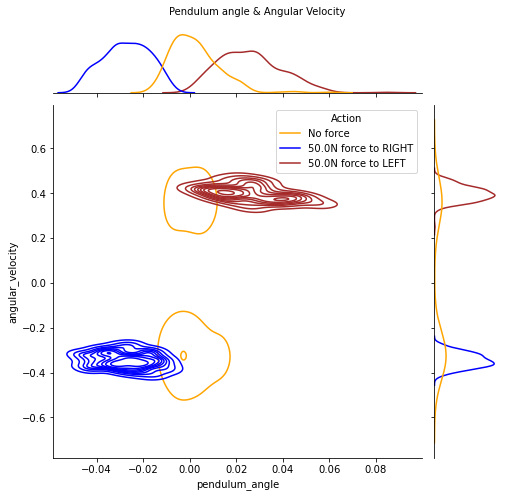 Pendulum angle & Angular Velocity
Action
No force
50.0N force to RIGHT
50.0N force to LEFT
0.6
0.4
0.2
0.0
−0.2
−0.4
−0.6
angular_velocity
−0.04
−0.02
0.00
0.02
0.04
0.06
0.08
pendulum_angle